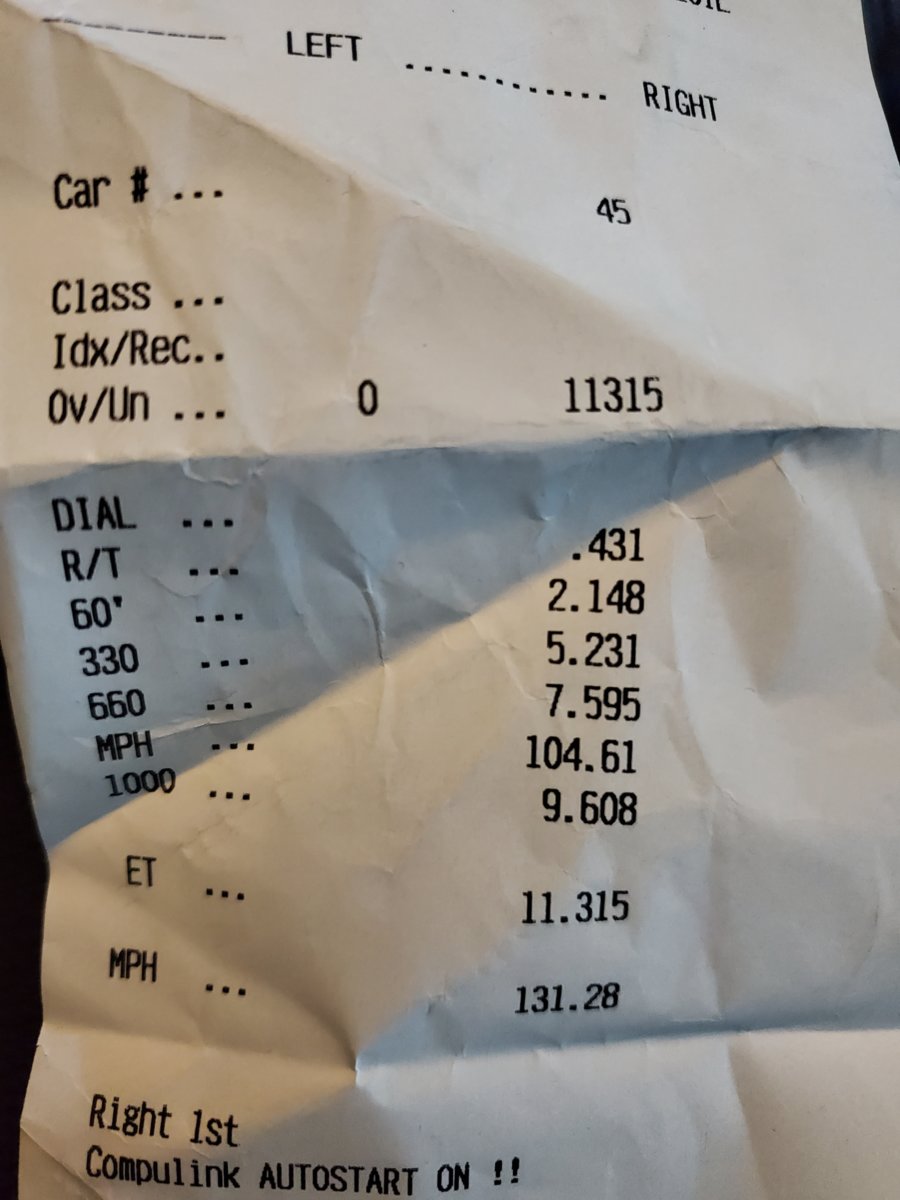 ---------- LEFT ............ RIGHT
Car # ... 45
Class ...
Idx/Rec..
Ov/Un ... 0 11315
DIAL ...
R/T ... .431
60' ... 2.148
330 ... 5.231
660 ... 7.595
MPH ... 104.61
1000 ... 9.608
ET ... 11.315
MPH ... 131.28
Right 1st
Compulink AUTOSTART ON !!